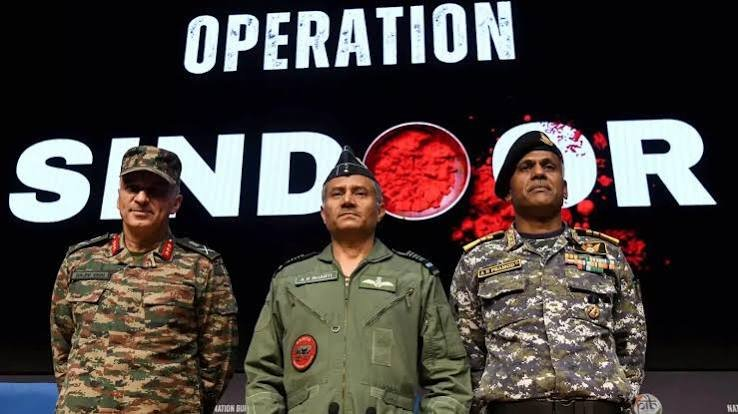 OPERATION
SINDOOR
A K BHARTI
A N PRAMOD